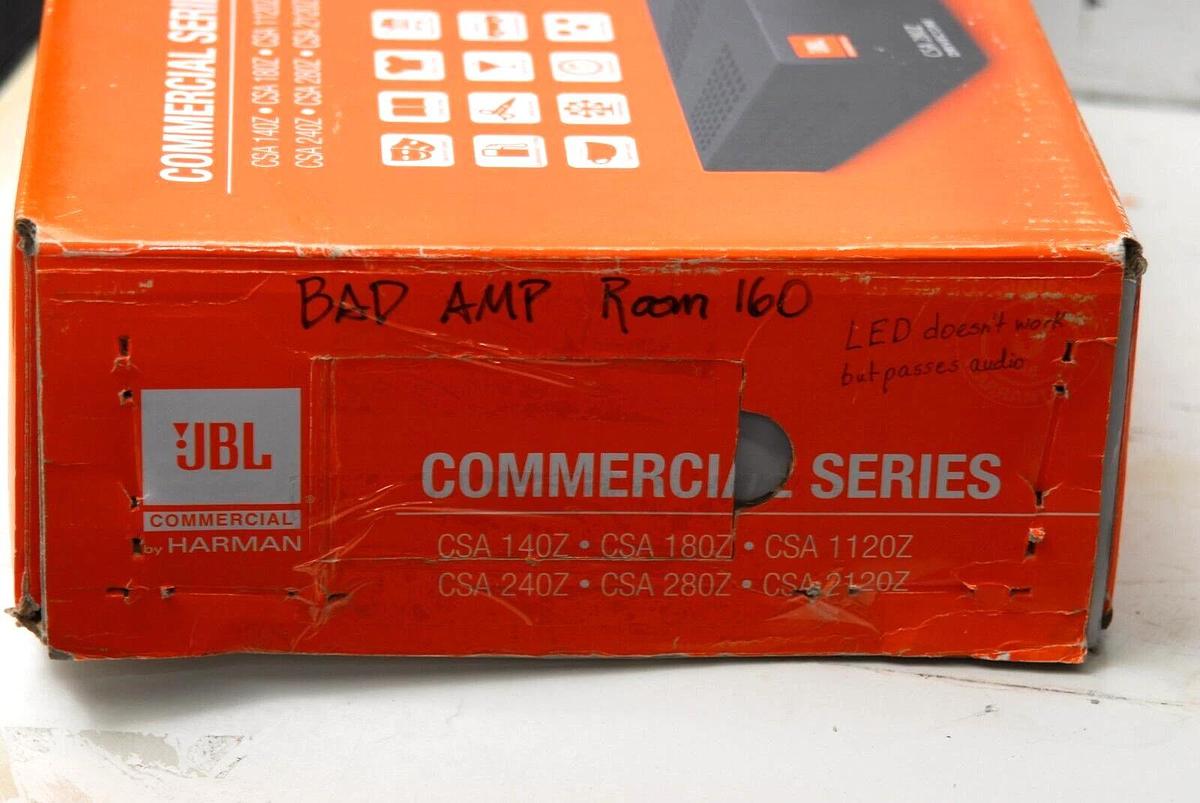 COMMERCIAL SERIE
CSA 140Z • CSA 180Z • CSA 1120Z
CSA 240Z • CSA 280Z • CSA 2120Z
JBL
BAD AMP Room 160
LED doesn't work
but passes audio
JBL
COMMERCIAL
by HARMAN
COMMERCIAL SERIES
CSA 140Z • CSA 180Z • CSA 1120Z
CSA 240Z • CSA 280Z • CSA 2120Z